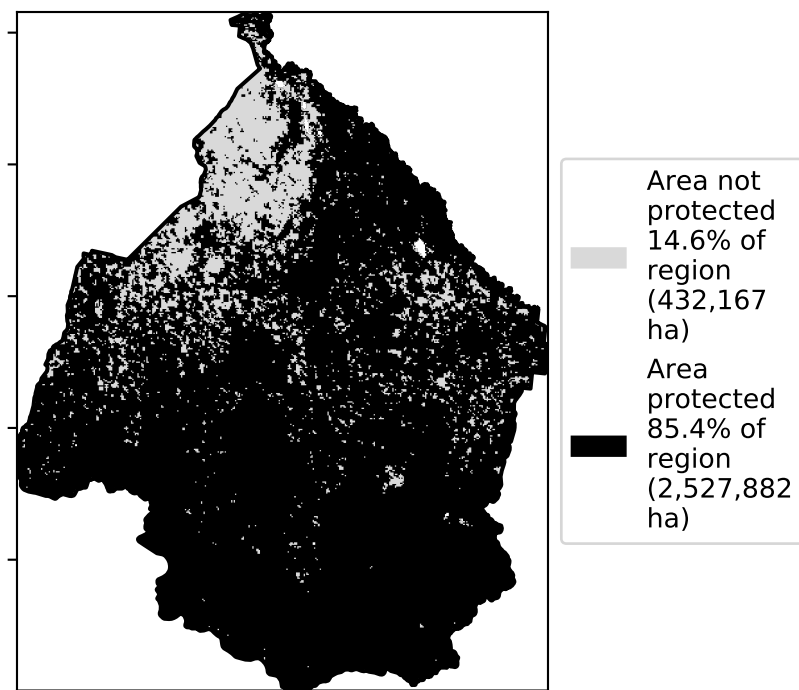 Area not
protected
14.6% of
region
(432,167
ha)
Area
protected
85.4% of
region
(2,527,882
ha)